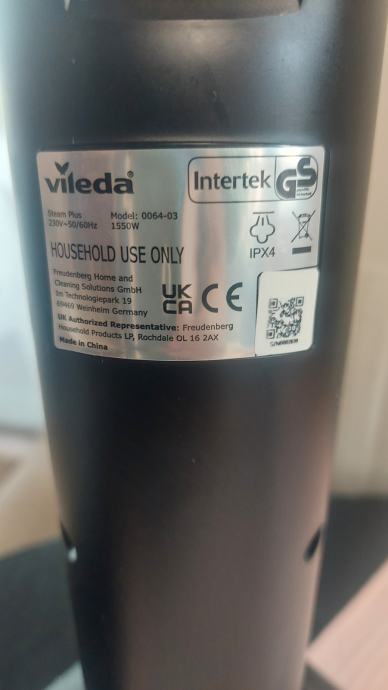 vileda®
Intertek GS
Steam Plus Model: 0064-03
230V~50/60Hz 1550W
HOUSEHOLD USE ONLY
IPX4
Freudenberg Home and
Cleaning Solutions GmbH
Im Technologiepark 19
69469 Weinheim Germany
UK
CA
CE
UK Authorized Representative: Freudenberg
Household Products LP, Rochdale OL 16 2AX
Made in China